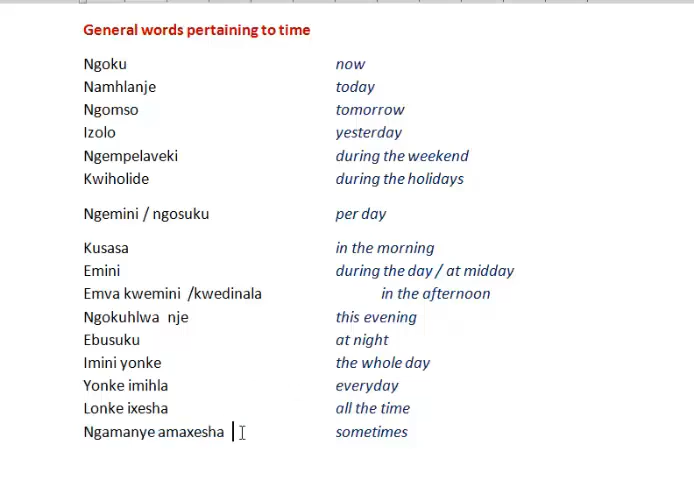 General words pertaining to time
Ngoku now
Namhlanje today
Ngomso tomorrow
Izolo yesterday
Ngempelaveki during the weekend
Kwiholide during the holidays
Ngemini / ngosuku per day
Kusasa in the morning
Emini during the day / at midday
Emva kwemini /kwedinala in the afternoon
Ngokuhlwa nje this evening
Ebusuku at night
Imini yonke the whole day
Yonke imihla everyday
Lonke ixesha all the time
Ngamanye amaxesha sometimes